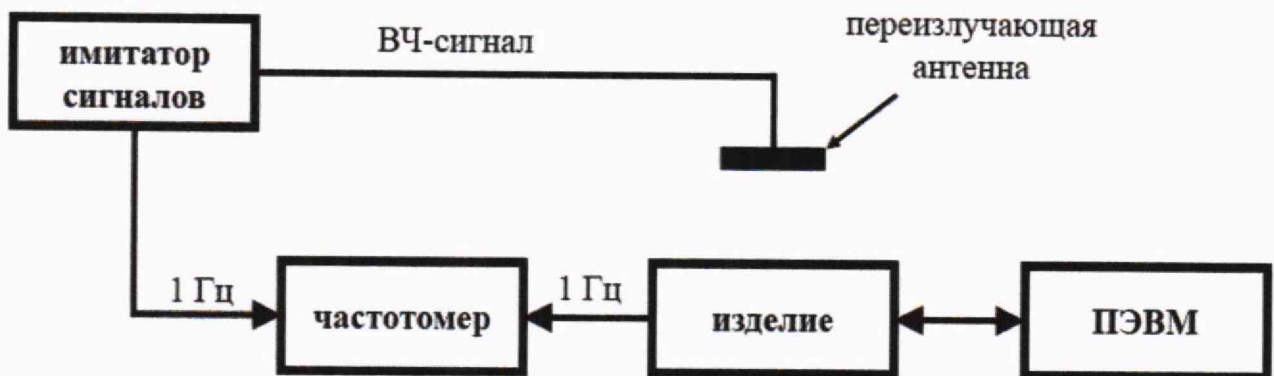 имитатор
сигналов
ВЧ-сигнал
переизлучающая
антенна
1 Гц
частотомер
1 Гц
изделие
ПЭВМ